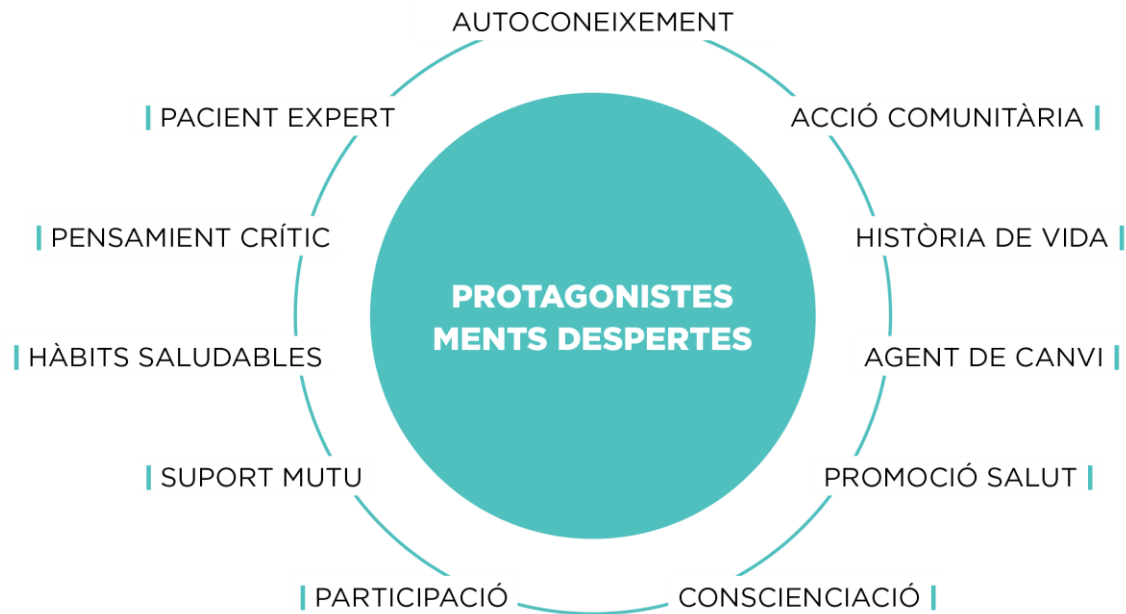 AUTOCONEIXEMENT
PACIENT EXPERT
ACCIÓ COMUNITÀRIA
PENSAMIENT CRÍTIC
HISTÒRIA DE VIDA
PROTAGONISTES
MENTS DESPERTES
HÀBITS SALUDABLES
AGENT DE CANVI
SUPORT MUTU
PROMOCIÓ SALUT
PARTICIPACIÓ
CONSCIENCIACIÓ